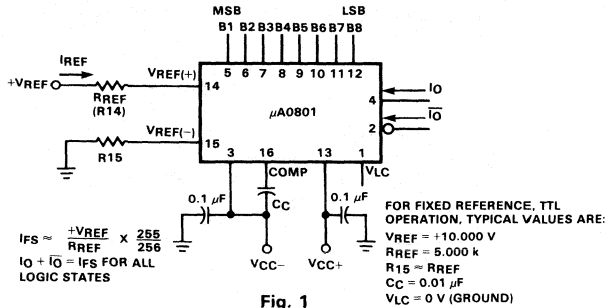 MSB LSB
B1 B2 B3 B4 B5 B6 B7 B8
5 6 7 8 9 10 11 12
IREF
+VREF
RREF
(R14)
VREF(+)
14
µA0801
4
IO
2
I̅O̅
VREF(−)
15
R15
3 16 13 1
COMP
VLC
0.1 µF
CC
0.1 µF
VCC−
VCC+
IFS ≈ +VREF/RREF × 255/256
IO + I̅O̅ = IFS FOR ALL
LOGIC STATES
FOR FIXED REFERENCE, TTL
OPERATION, TYPICAL VALUES ARE:
VREF = +10.000 V
RREF = 5.000 k
R15 ≈ RREF
CC = 0.01 µF
VLC = 0 V (GROUND)
Fig. 1